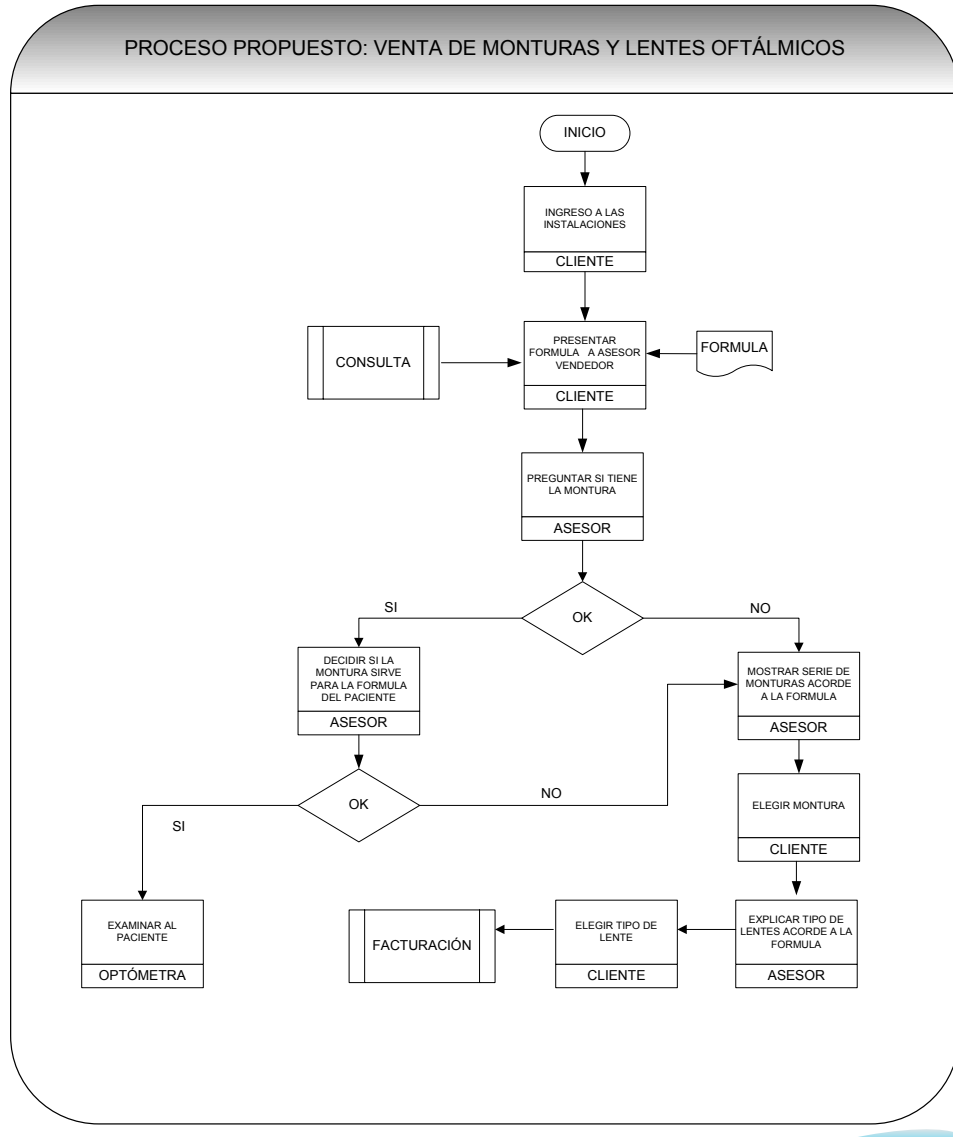 PROCESO PROPUESTO: VENTA DE MONTURAS Y LENTES OFTÁLMICOS
INICIO
INGRESO A LAS
INSTALACIONES
CLIENTE
CONSULTA
PRESENTAR
FORMULA A ASESOR
VENDEDOR
CLIENTE
FORMULA
PREGUNTAR SI TIENE
LA MONTURA
ASESOR
OK
SI
NO
DECIDIR SI LA
MONTURA SIRVE
PARA LA FORMULA
DEL PACIENTE
ASESOR
MOSTRAR SERIE DE
MONTURAS ACORDE
A LA FORMULA
ASESOR
OK
SI
NO
ELEGIR MONTURA
CLIENTE
EXAMINAR AL
PACIENTE
OPTÓMETRA
FACTURACIÓN
ELEGIR TIPO DE
LENTE
CLIENTE
EXPLICAR TIPO DE
LENTES ACORDE A LA
FORMULA
ASESOR